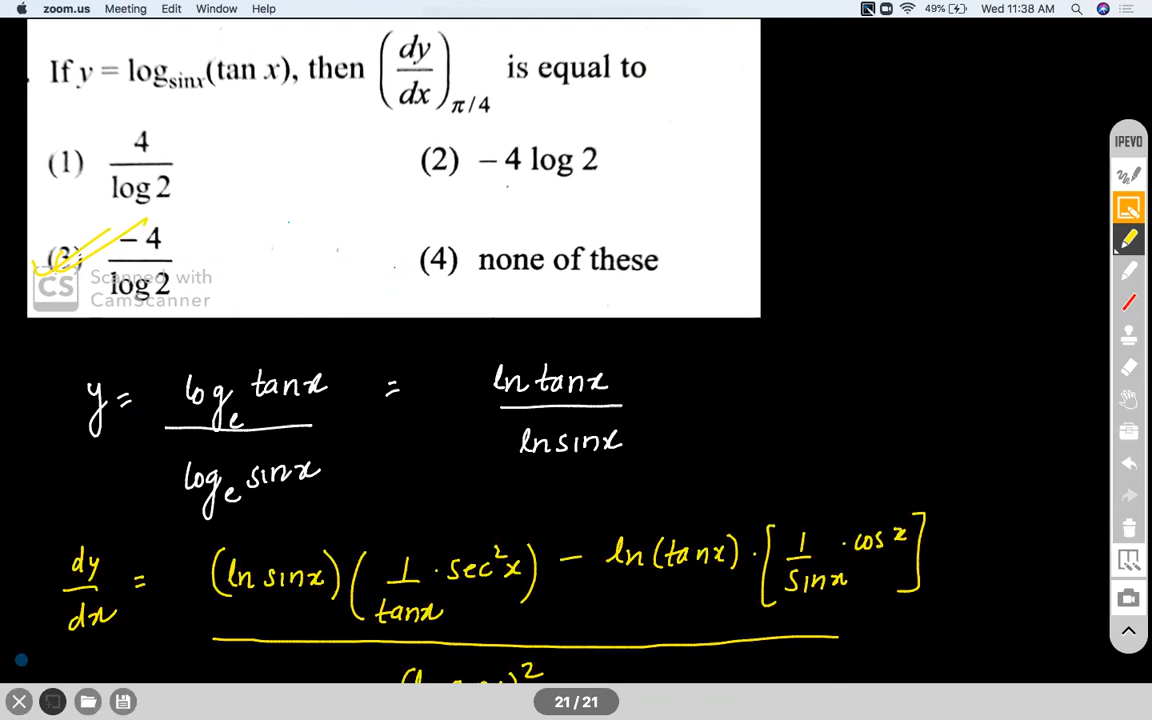 zoom.us Meeting Edit Window Help 49% Wed 11:38 AM
If y = log_sinx(tan x), then (dy/dx)_π/4 is equal to
(1) 4/log 2 (2) – 4 log 2
(3) – 4/log 2 (4) none of these
CS Scanned with
CamScanner
IPEVO
y = log_e tanx / log_e sinx = ln tanx / ln sinx
dy/dx = (ln sinx) (1/tanx · sec²x) – ln(tanx) · [1/sinx · cos x]
2
21 / 21